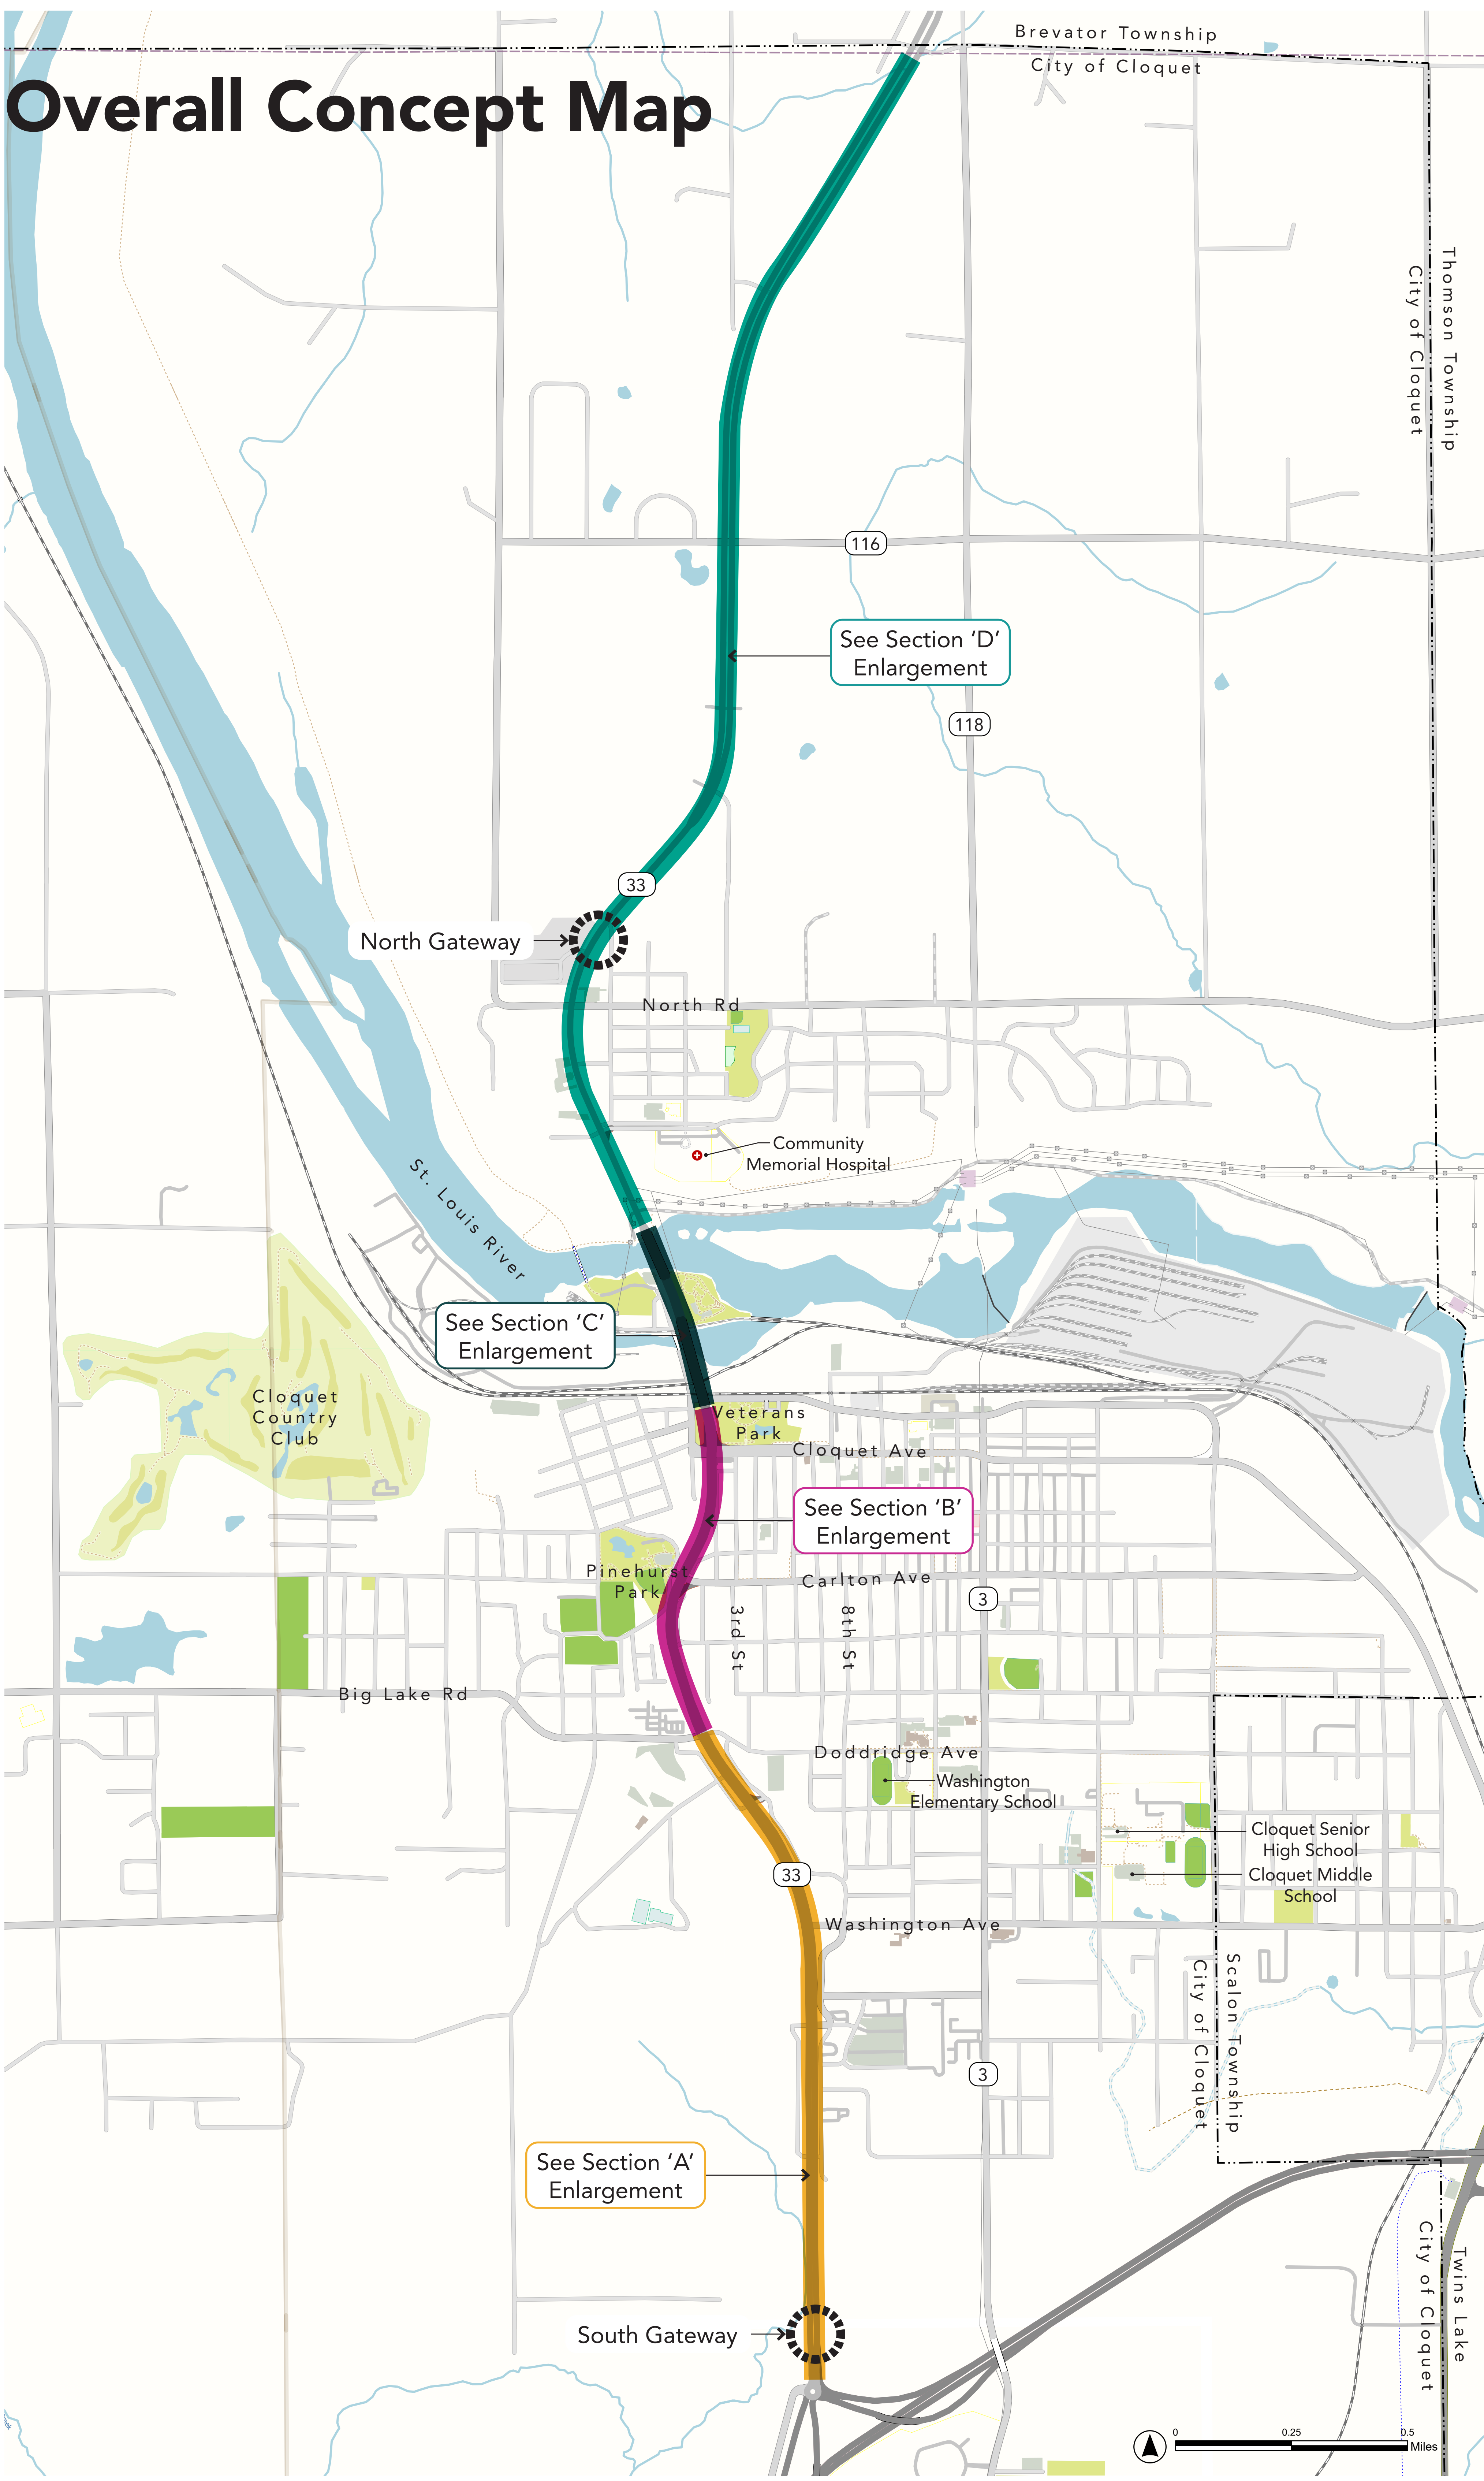 Brevator Township
City of Cloquet
Overall Concept Map
Thomson Township
City of Cloquet
116
See Section ‘D’
Enlargement
118
33
North Gateway
North Rd
Community
Memorial Hospital
St. Louis River
See Section ‘C’
Enlargement
Cloquet
Country
Club
Veterans
Park
Cloquet Ave
See Section ‘B’
Enlargement
Pinehurst
Park
Carlton Ave
3
3rd St
8th St
Big Lake Rd
Doddridge Ave
Washington
Elementary School
Cloquet Senior
High School
Cloquet Middle
School
33
Washington Ave
Scalon Township
City of Cloquet
3
See Section ‘A’
Enlargement
South Gateway
City of Cloquet
Twins Lake
0 0.25 0.5
Miles